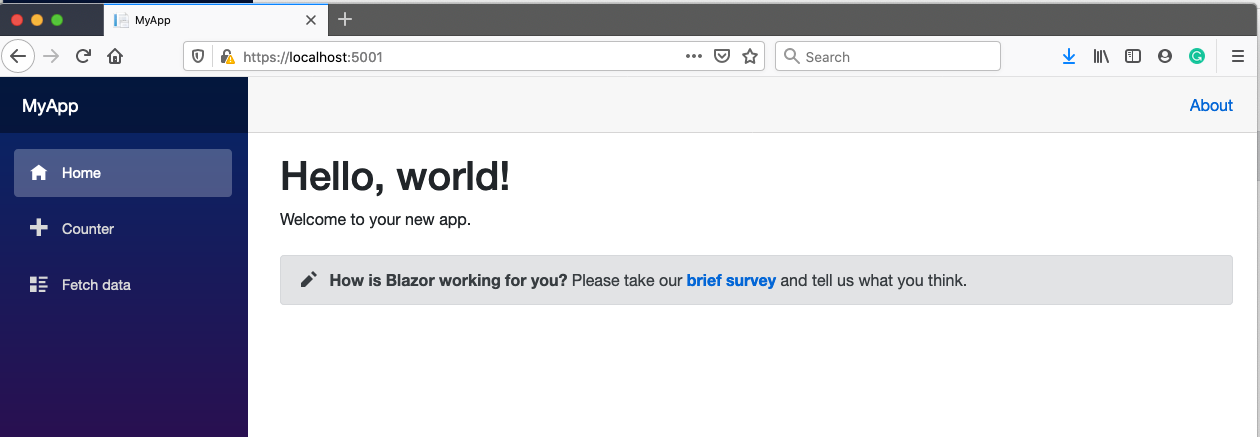 MyApp
https://localhost:5001
Search
MyApp
About
Home
Hello, world!
Welcome to your new app.
Counter
Fetch data
How is Blazor working for you? Please take our brief survey and tell us what you think.